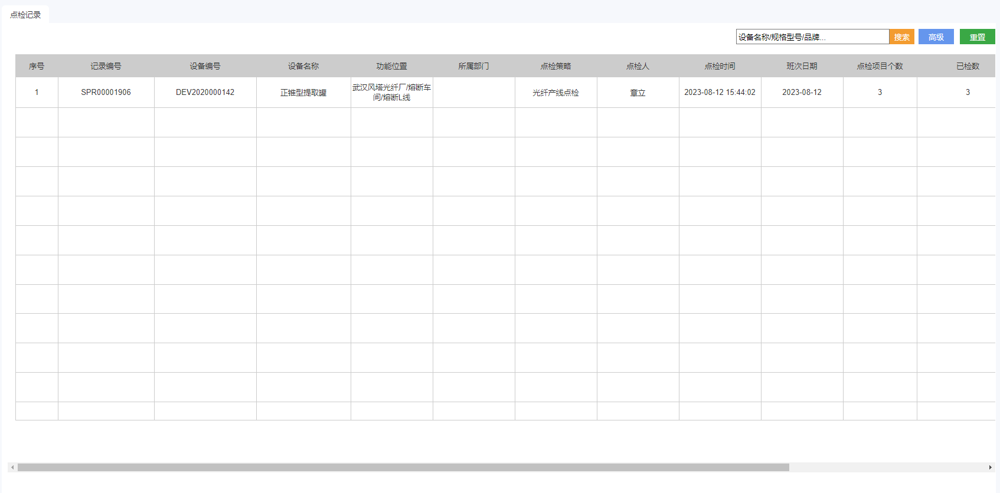 点检记录
设备名称/规格型号/品牌... 搜索 高级 重置
序号 记录编号 设备编号 设备名称 功能位置 所属部门 点检策略 点检人 点检时间 班次日期 点检项目个数 已检数
1 SPR00001906 DEV2020000142 正锥型提取罐 武汉风塔光纤厂/熔断车间/熔断L线 光纤产线点检 章立 2023-08-12 15:44:02 2023-08-12 3 3